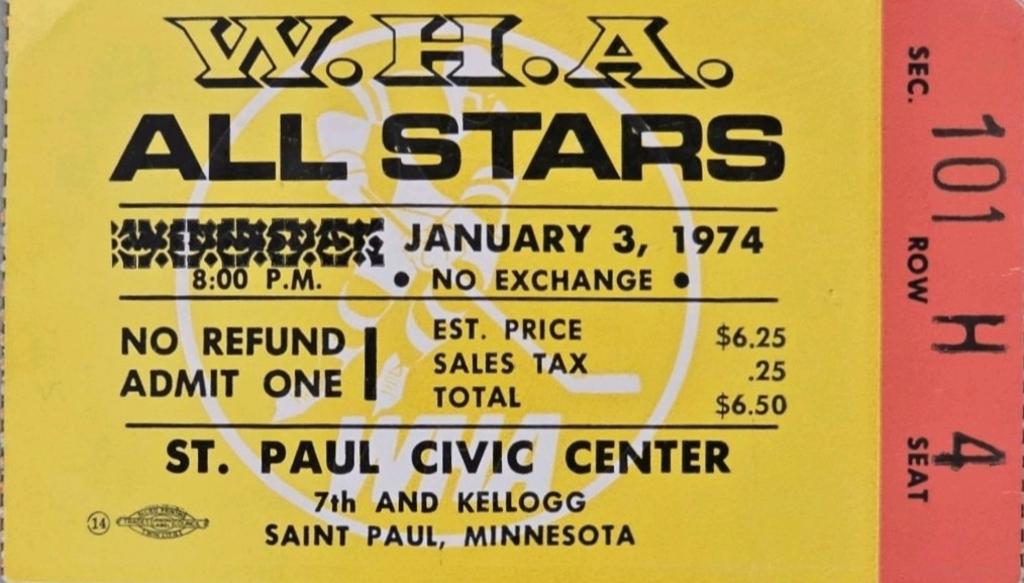 W.H.A.
ALL STARS
JANUARY 3, 1974
8:00 P.M. • NO EXCHANGE •
NO REFUND
ADMIT ONE
EST. PRICE $6.25
SALES TAX .25
TOTAL $6.50
ST. PAUL CIVIC CENTER
7th AND KELLOGG
SAINT PAUL, MINNESOTA
14
WHA
SEC. 101
ROW H
SEAT 4